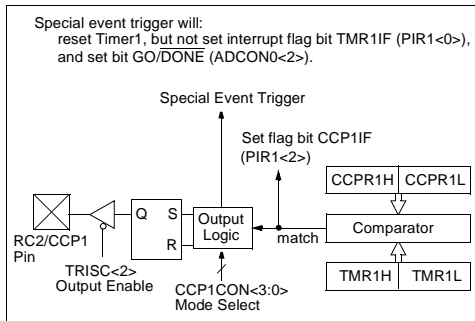 Special event trigger will:
reset Timer1, but not set interrupt flag bit TMR1IF (PIR1<0>),
and set bit GO/DONE (ADCON0<2>).
Special Event Trigger
Set flag bit CCP1IF
(PIR1<2>)
CCPR1H CCPR1L
Q S
R
Output
Logic
match
Comparator
RC2/CCP1
Pin
TRISC<2>
Output Enable
CCP1CON<3:0>
Mode Select
TMR1H TMR1L